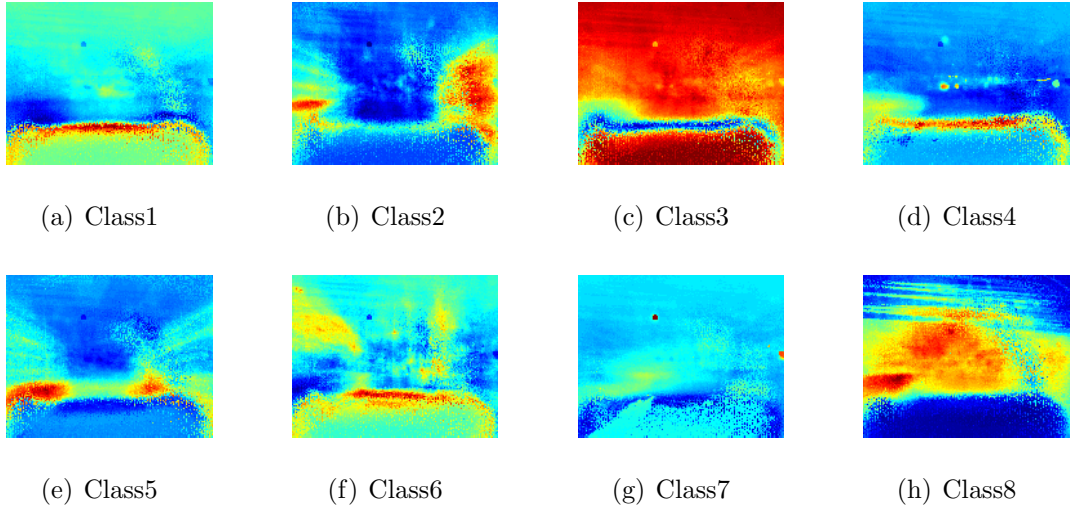 (a) Class1
(b) Class2
(c) Class3
(d) Class4
(e) Class5
(f) Class6
(g) Class7
(h) Class8